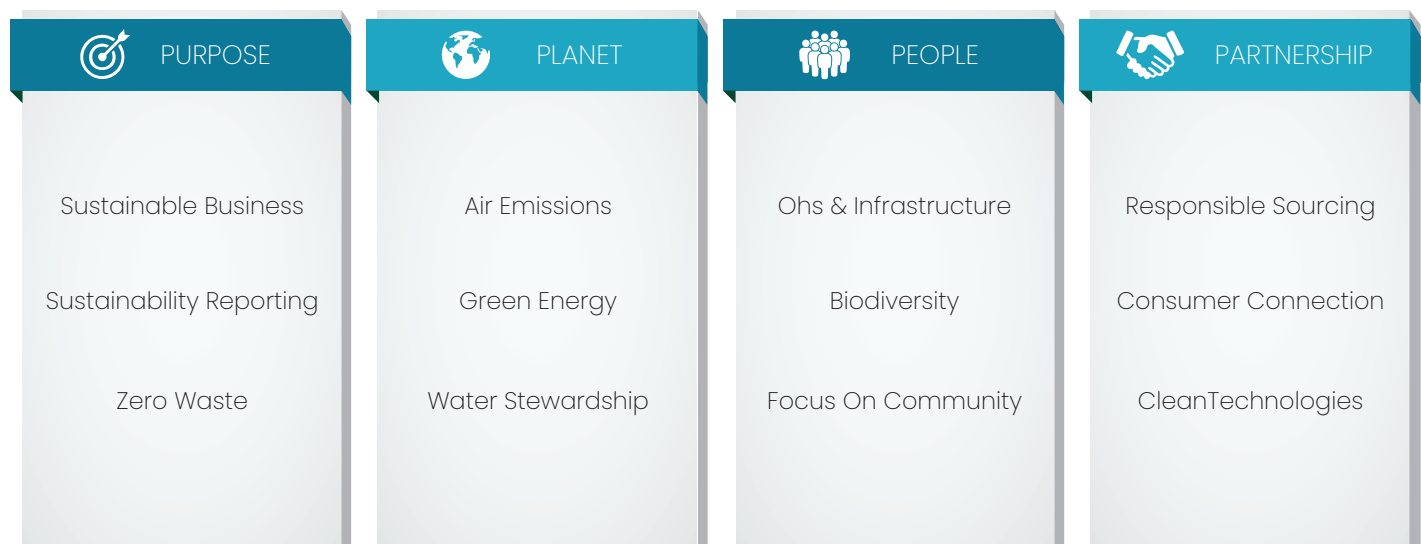 PURPOSE
Sustainable Business
Sustainability Reporting
Zero Waste
PLANET
Air Emissions
Green Energy
Water Stewardship
PEOPLE
Ohs & Infrastructure
Biodiversity
Focus On Community
PARTNERSHIP
Responsible Sourcing
Consumer Connection
CleanTechnologies